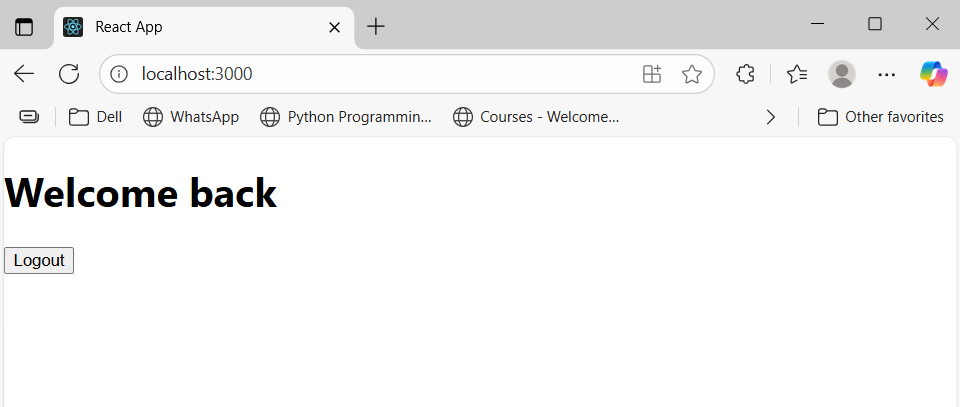 React App
localhost:3000
Dell WhatsApp Python Programmin... Courses - Welcome... Other favorites
Welcome back
Logout